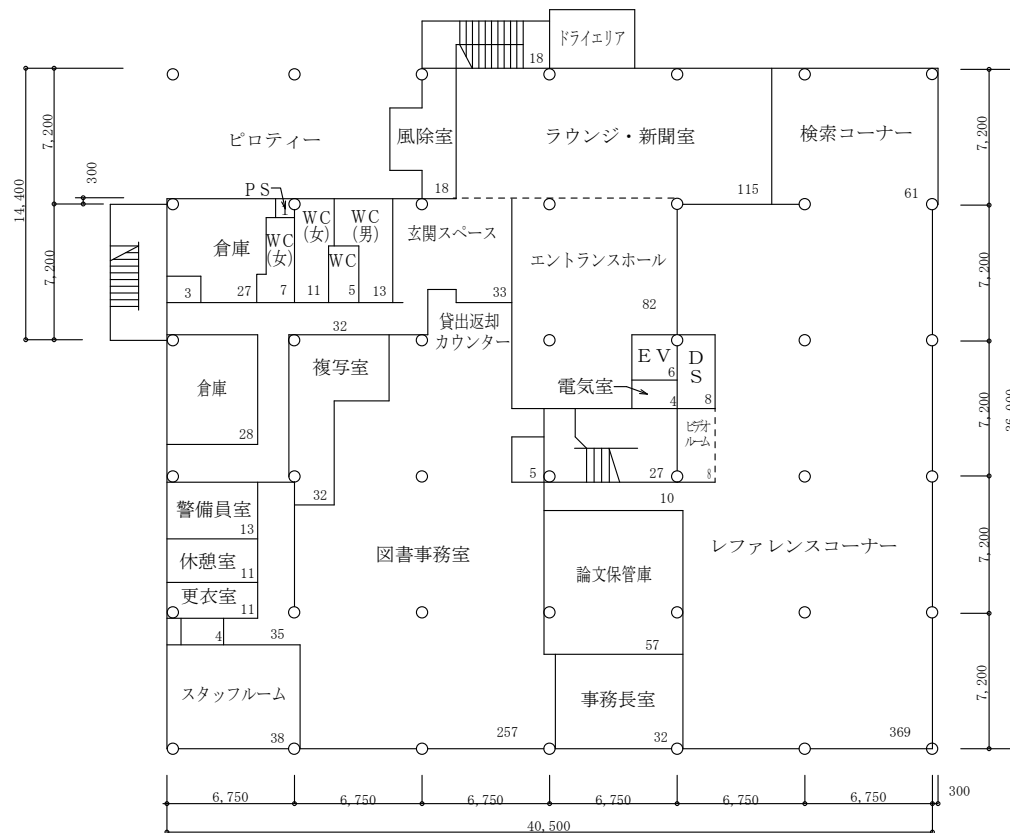 ドライエリア
18
ピロティー
風除室
18
ラウンジ・新聞室
115
検索コーナー
61
14,400
7,200
300
7,200
7,200
7,200
7,200
7,200
7,200
PS
1
倉庫
3
27
WC
(女)
7
WC
(女)
11
WC
5
WC
(男)
13
玄関スペース
33
エントランスホール
82
32
貸出返却
カウンター
複写室
32
倉庫
28
EV
6
電気室
4
DS
8
ビデオ
ルーム
8
5
27
10
警備員室
13
休憩室
11
更衣室
11
4
35
図書事務室
257
論文保管庫
57
レファレンスコーナー
369
スタッフルーム
38
事務長室
32
6,750
6,750
6,750
6,750
6,750
6,750
300
40,500